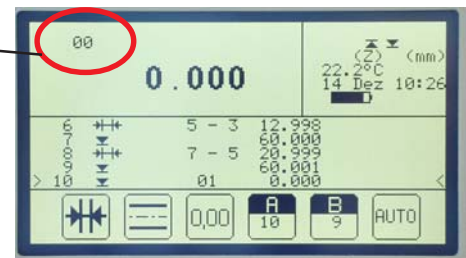 00
(Z) (mm)
0.000
22.2°C
14 Dez 10:26
6 5 - 3 12.998
7 60.000
8 7 - 5 20.999
9 60.001
> 10 01 0.000 <
0,00 A 10 B 9 AUTO